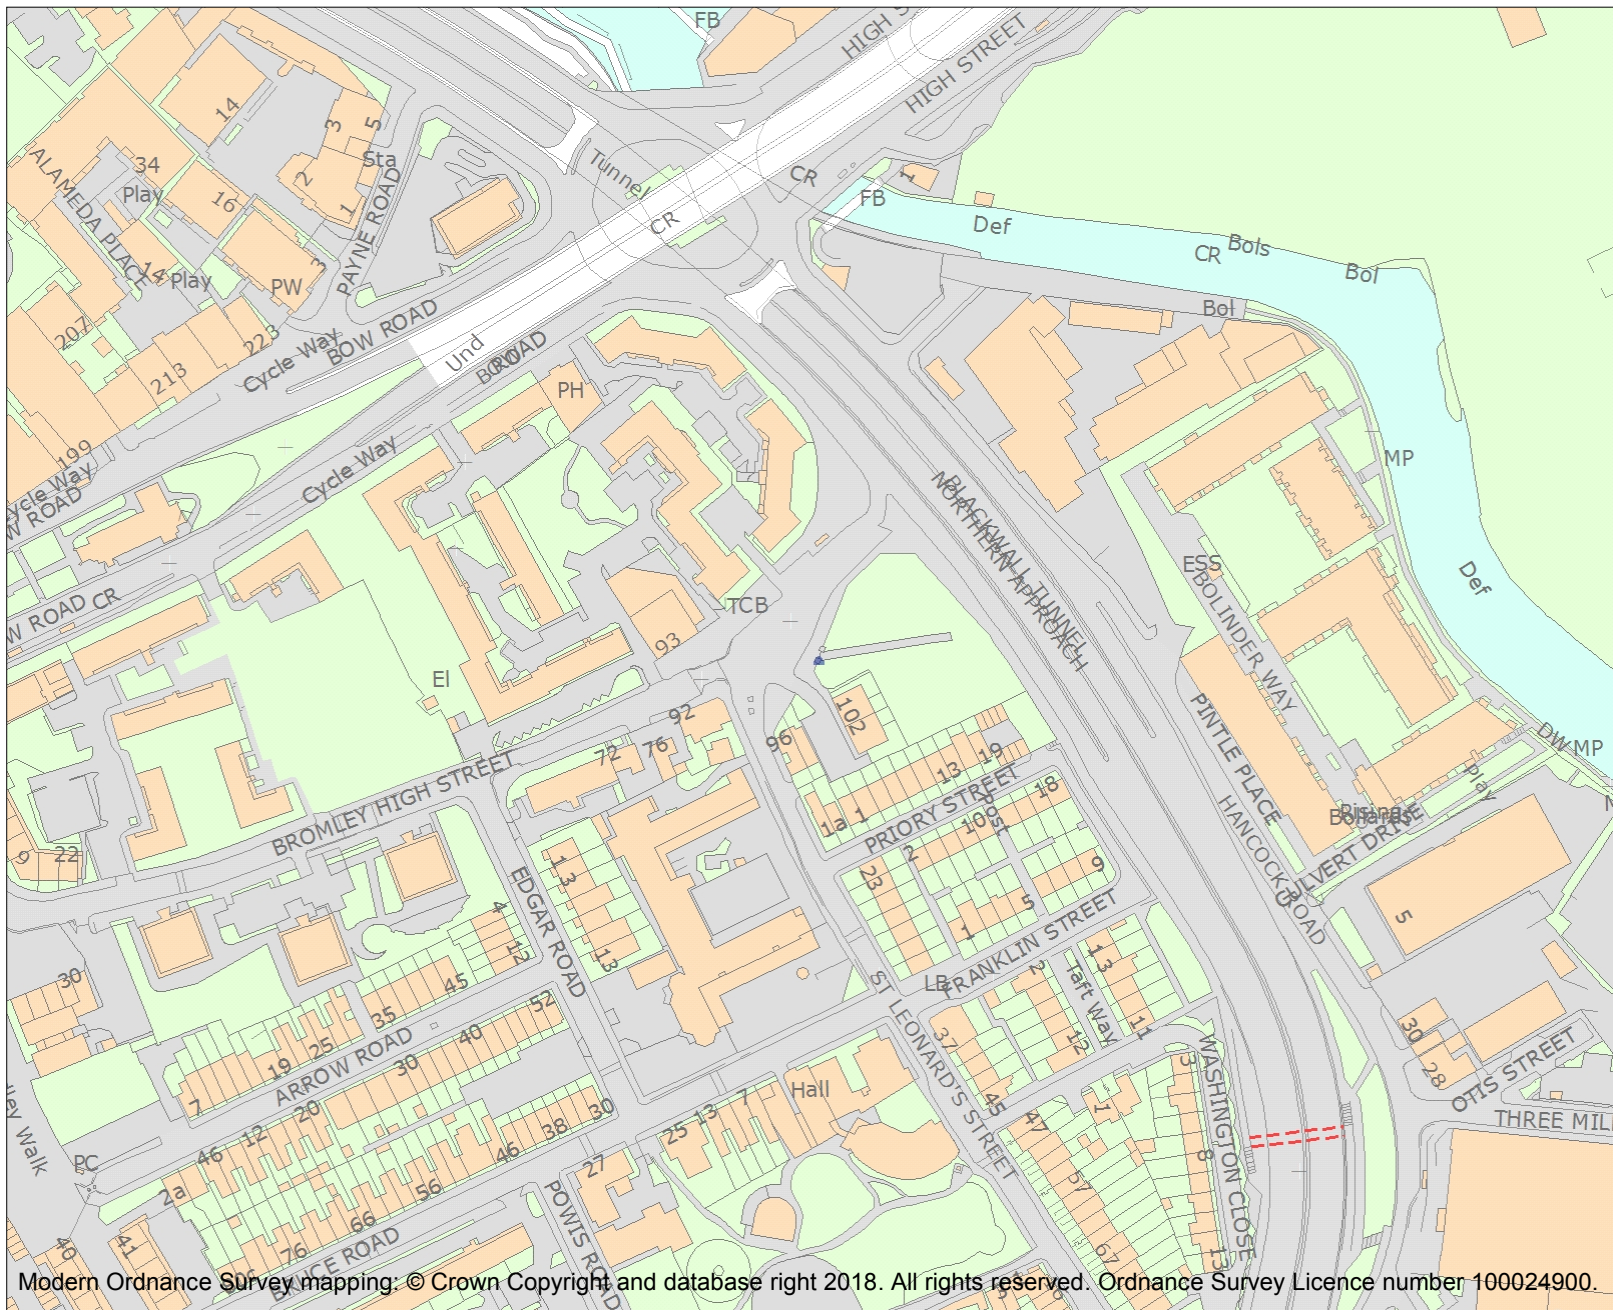 FB
HIGH S
HIGH STREET
14
3
5
Sta
34
Play
ALAMEDA PLACE
2
16
1
PAYNE ROAD
Tunnel
CR
CR
FB
1
Def
CR
Bols
Bol
Bol
14
Play
PW
3
207
223
213
Cycle Way
BOW ROAD
Und
BOW
ROAD
PH
199
ycle Way
W ROAD
Cycle Way
MP
BLACKWALL TUNNEL
NORTHERN APPROACH
ESS
BOLINDER WAY
Def
W ROAD
CR
TCB
93
El
102
92
96
72
76
BROMLEY HIGH STREET
PINTLE PLACE
DW
MP
Play
Rising
Bollards
CULVERT DRIVE
HANCOCK ROAD
19
13
1
1a
PRIORY STREET
18
Post
10
2
23
9
5
1
9
22
EDGAR ROAD
13
13
4
12
5
30
45
35
25
19
7
ARROW ROAD
52
40
30
20
12
46
2a
ST LEONARD'S STREET
LB
FRANKLIN STREET
2
13
Taft Way
12
11
37
45
47
57
67
1
3
8
13
WASHINGTON CLOSE
30
28
OTIS STREET
THREE MIL
Hall
7
13
25
27
30
38
46
56
66
76
PC
ley Walk
41
40
POWIS ROAD
Modern Ordnance Survey mapping: © Crown Copyright and database right 2018. All rights reserved. Ordnance Survey Licence number 100024900.